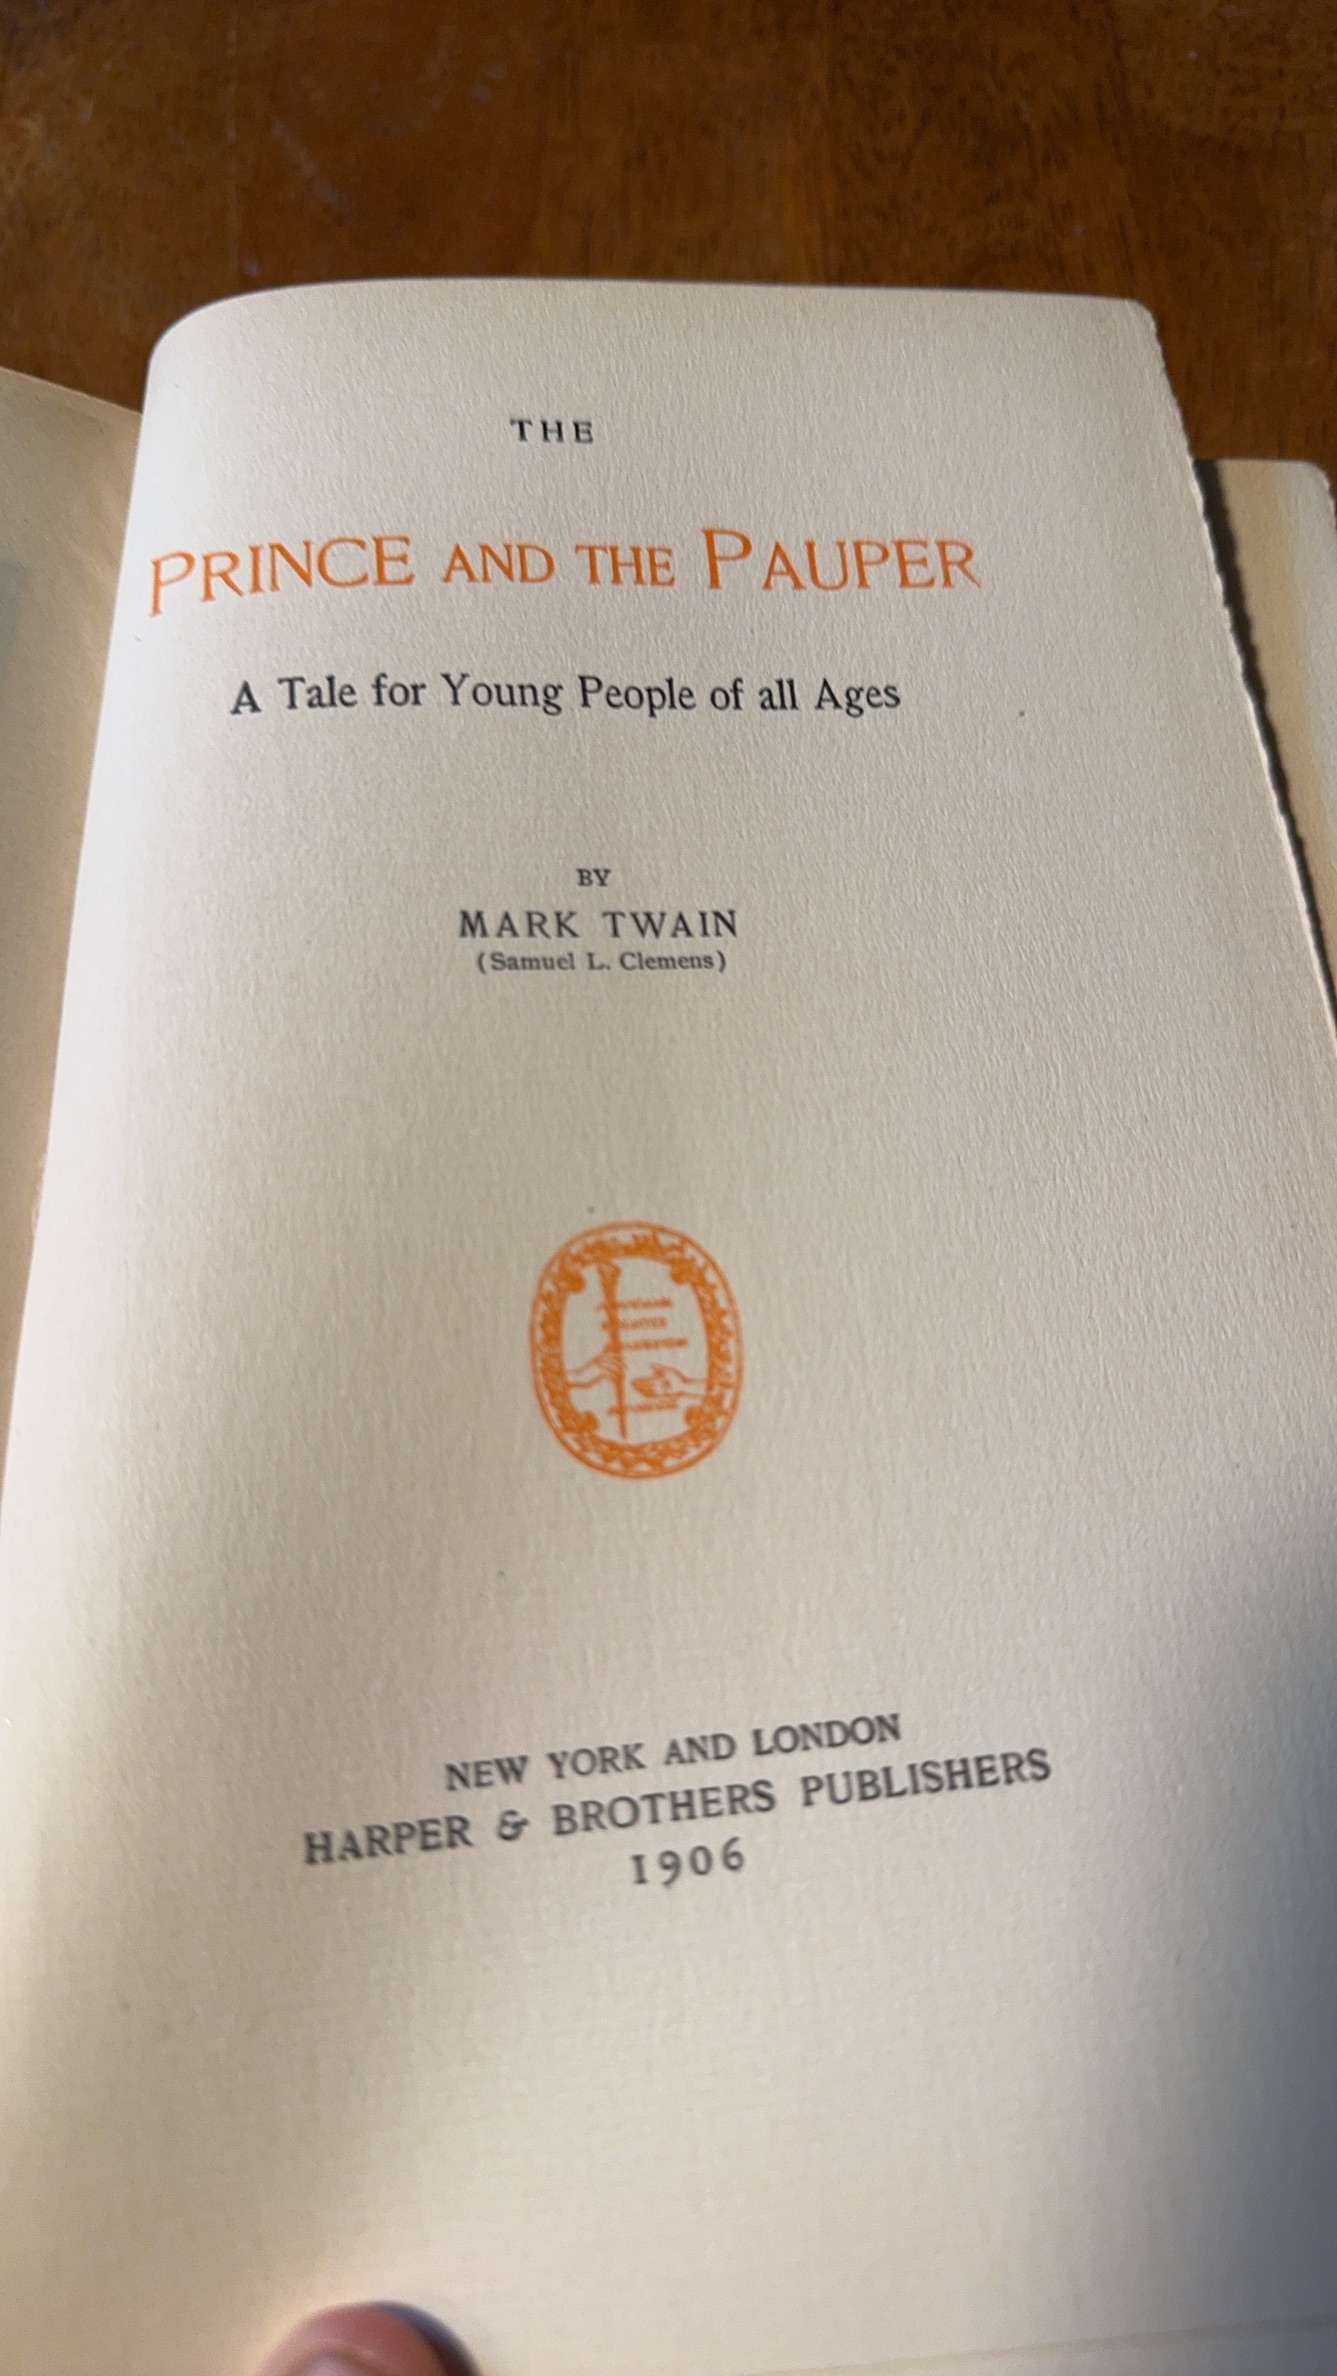 THE
PRINCE AND THE PAUPER
A Tale for Young People of all Ages
BY
MARK TWAIN
(Samuel L. Clemens)
NEW YORK AND LONDON
HARPER & BROTHERS PUBLISHERS
1906